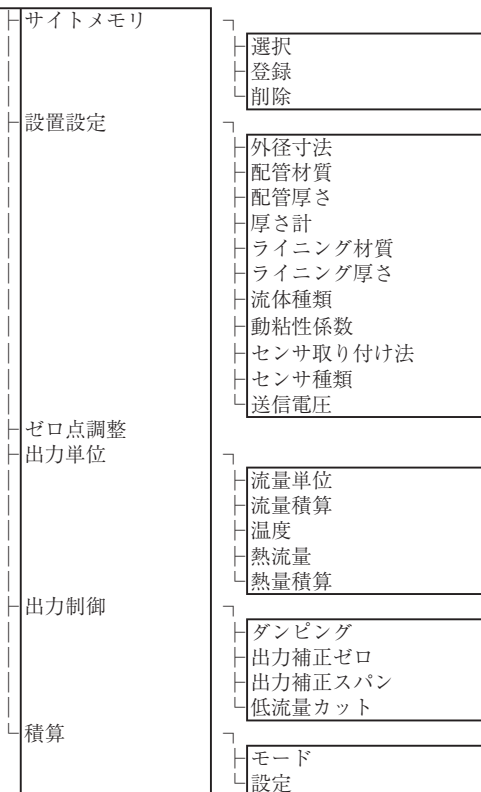 サイトメモリ
選択
登録
削除
設置設定
外径寸法
配管材質
配管厚さ
厚さ計
ライニング材質
ライニング厚さ
流体種類
動粘性係数
センサ取り付け法
センサ種類
送信電圧
ゼロ点調整
出力単位
流量単位
流量積算
温度
熱流量
熱量積算
出力制御
ダンピング
出力補正ゼロ
出力補正スパン
低流量カット
積算
モード
設定